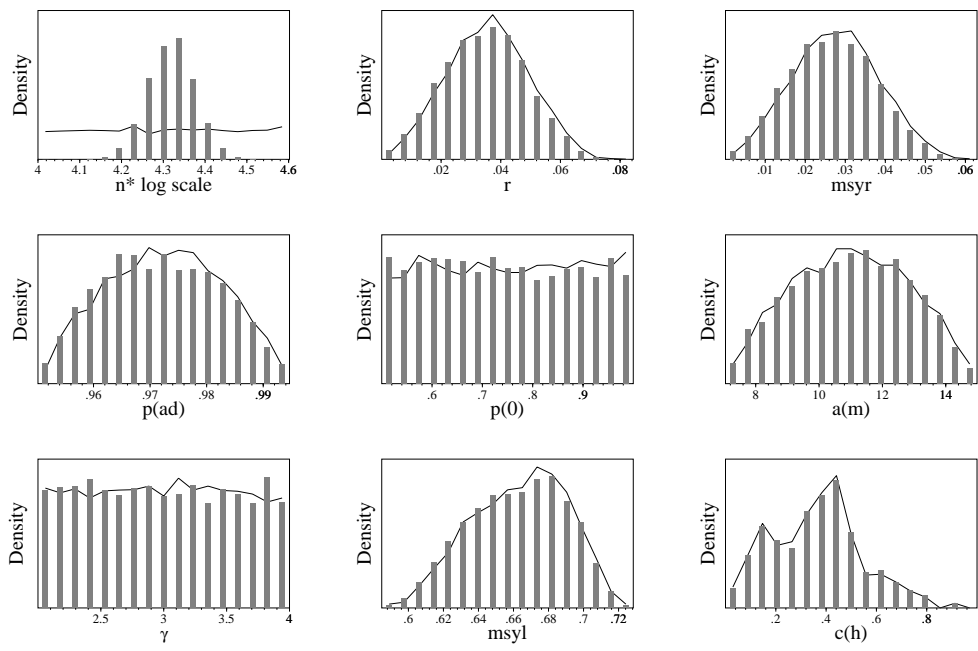 Density
4 4.1 4.2 4.3 4.4 4.5 4.6
n* log scale
Density
.02 .04 .06 .08
r
Density
.01 .02 .03 .04 .05 .06
msyr
Density
.96 .97 .98 .99
p(ad)
Density
.6 .7 .8 .9
p(0)
Density
8 10 12 14
a(m)
Density
2.5 3 3.5 4
γ
Density
.6 .62 .64 .66 .68 .7 .72
msyl
Density
.2 .4 .6 .8
c(h)